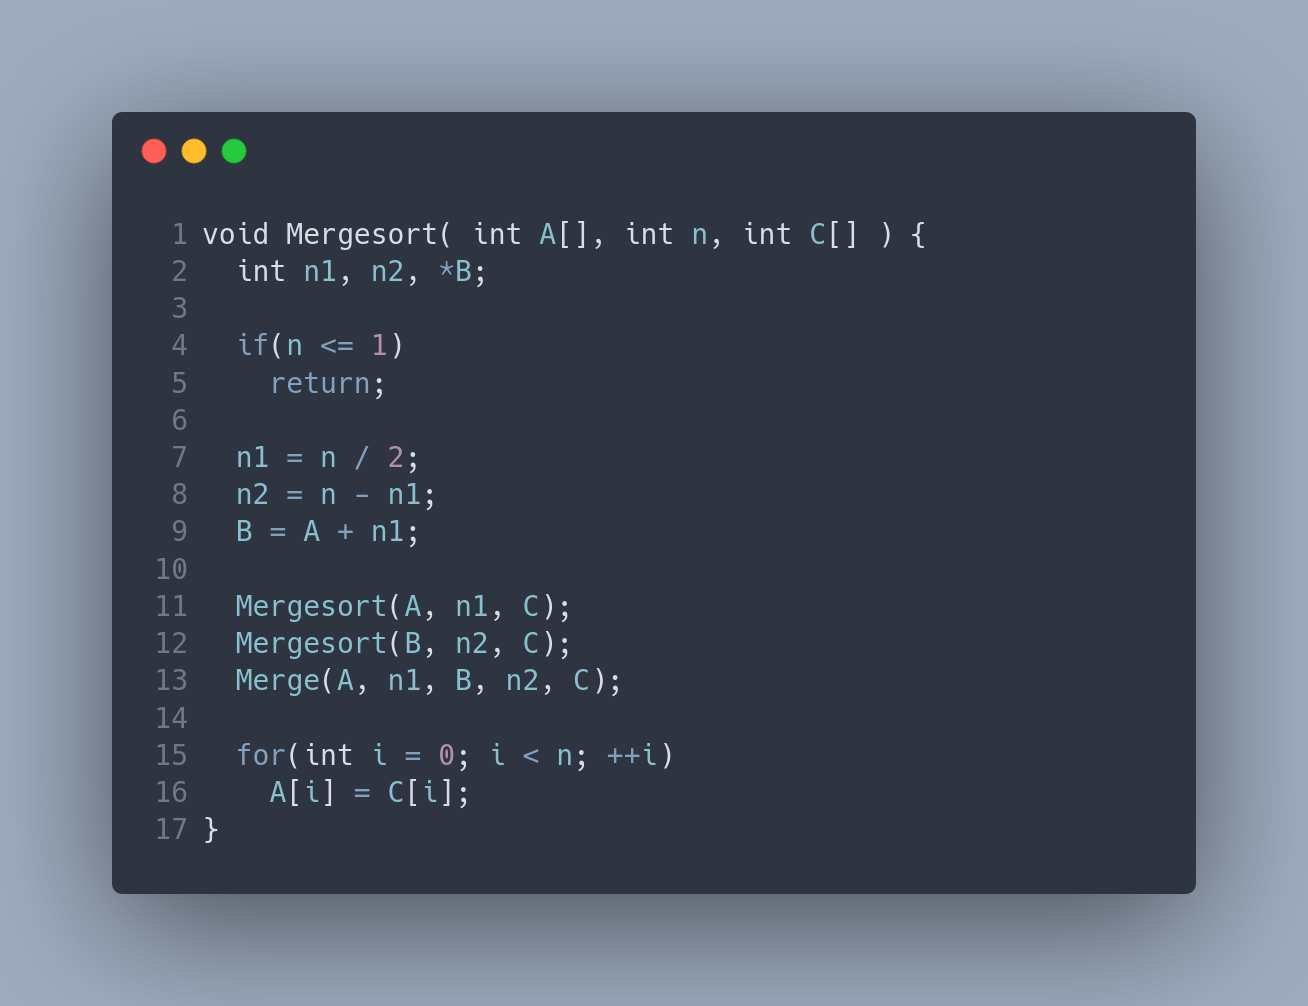 1 void Mergesort( int A[], int n, int C[] ) {
2   int n1, n2, *B;
3
4   if(n <= 1)
5     return;
6
7   n1 = n / 2;
8   n2 = n - n1;
9   B = A + n1;
10
11   Mergesort(A, n1, C);
12   Mergesort(B, n2, C);
13   Merge(A, n1, B, n2, C);
14
15   for(int i = 0; i < n; ++i)
16     A[i] = C[i];
17 }